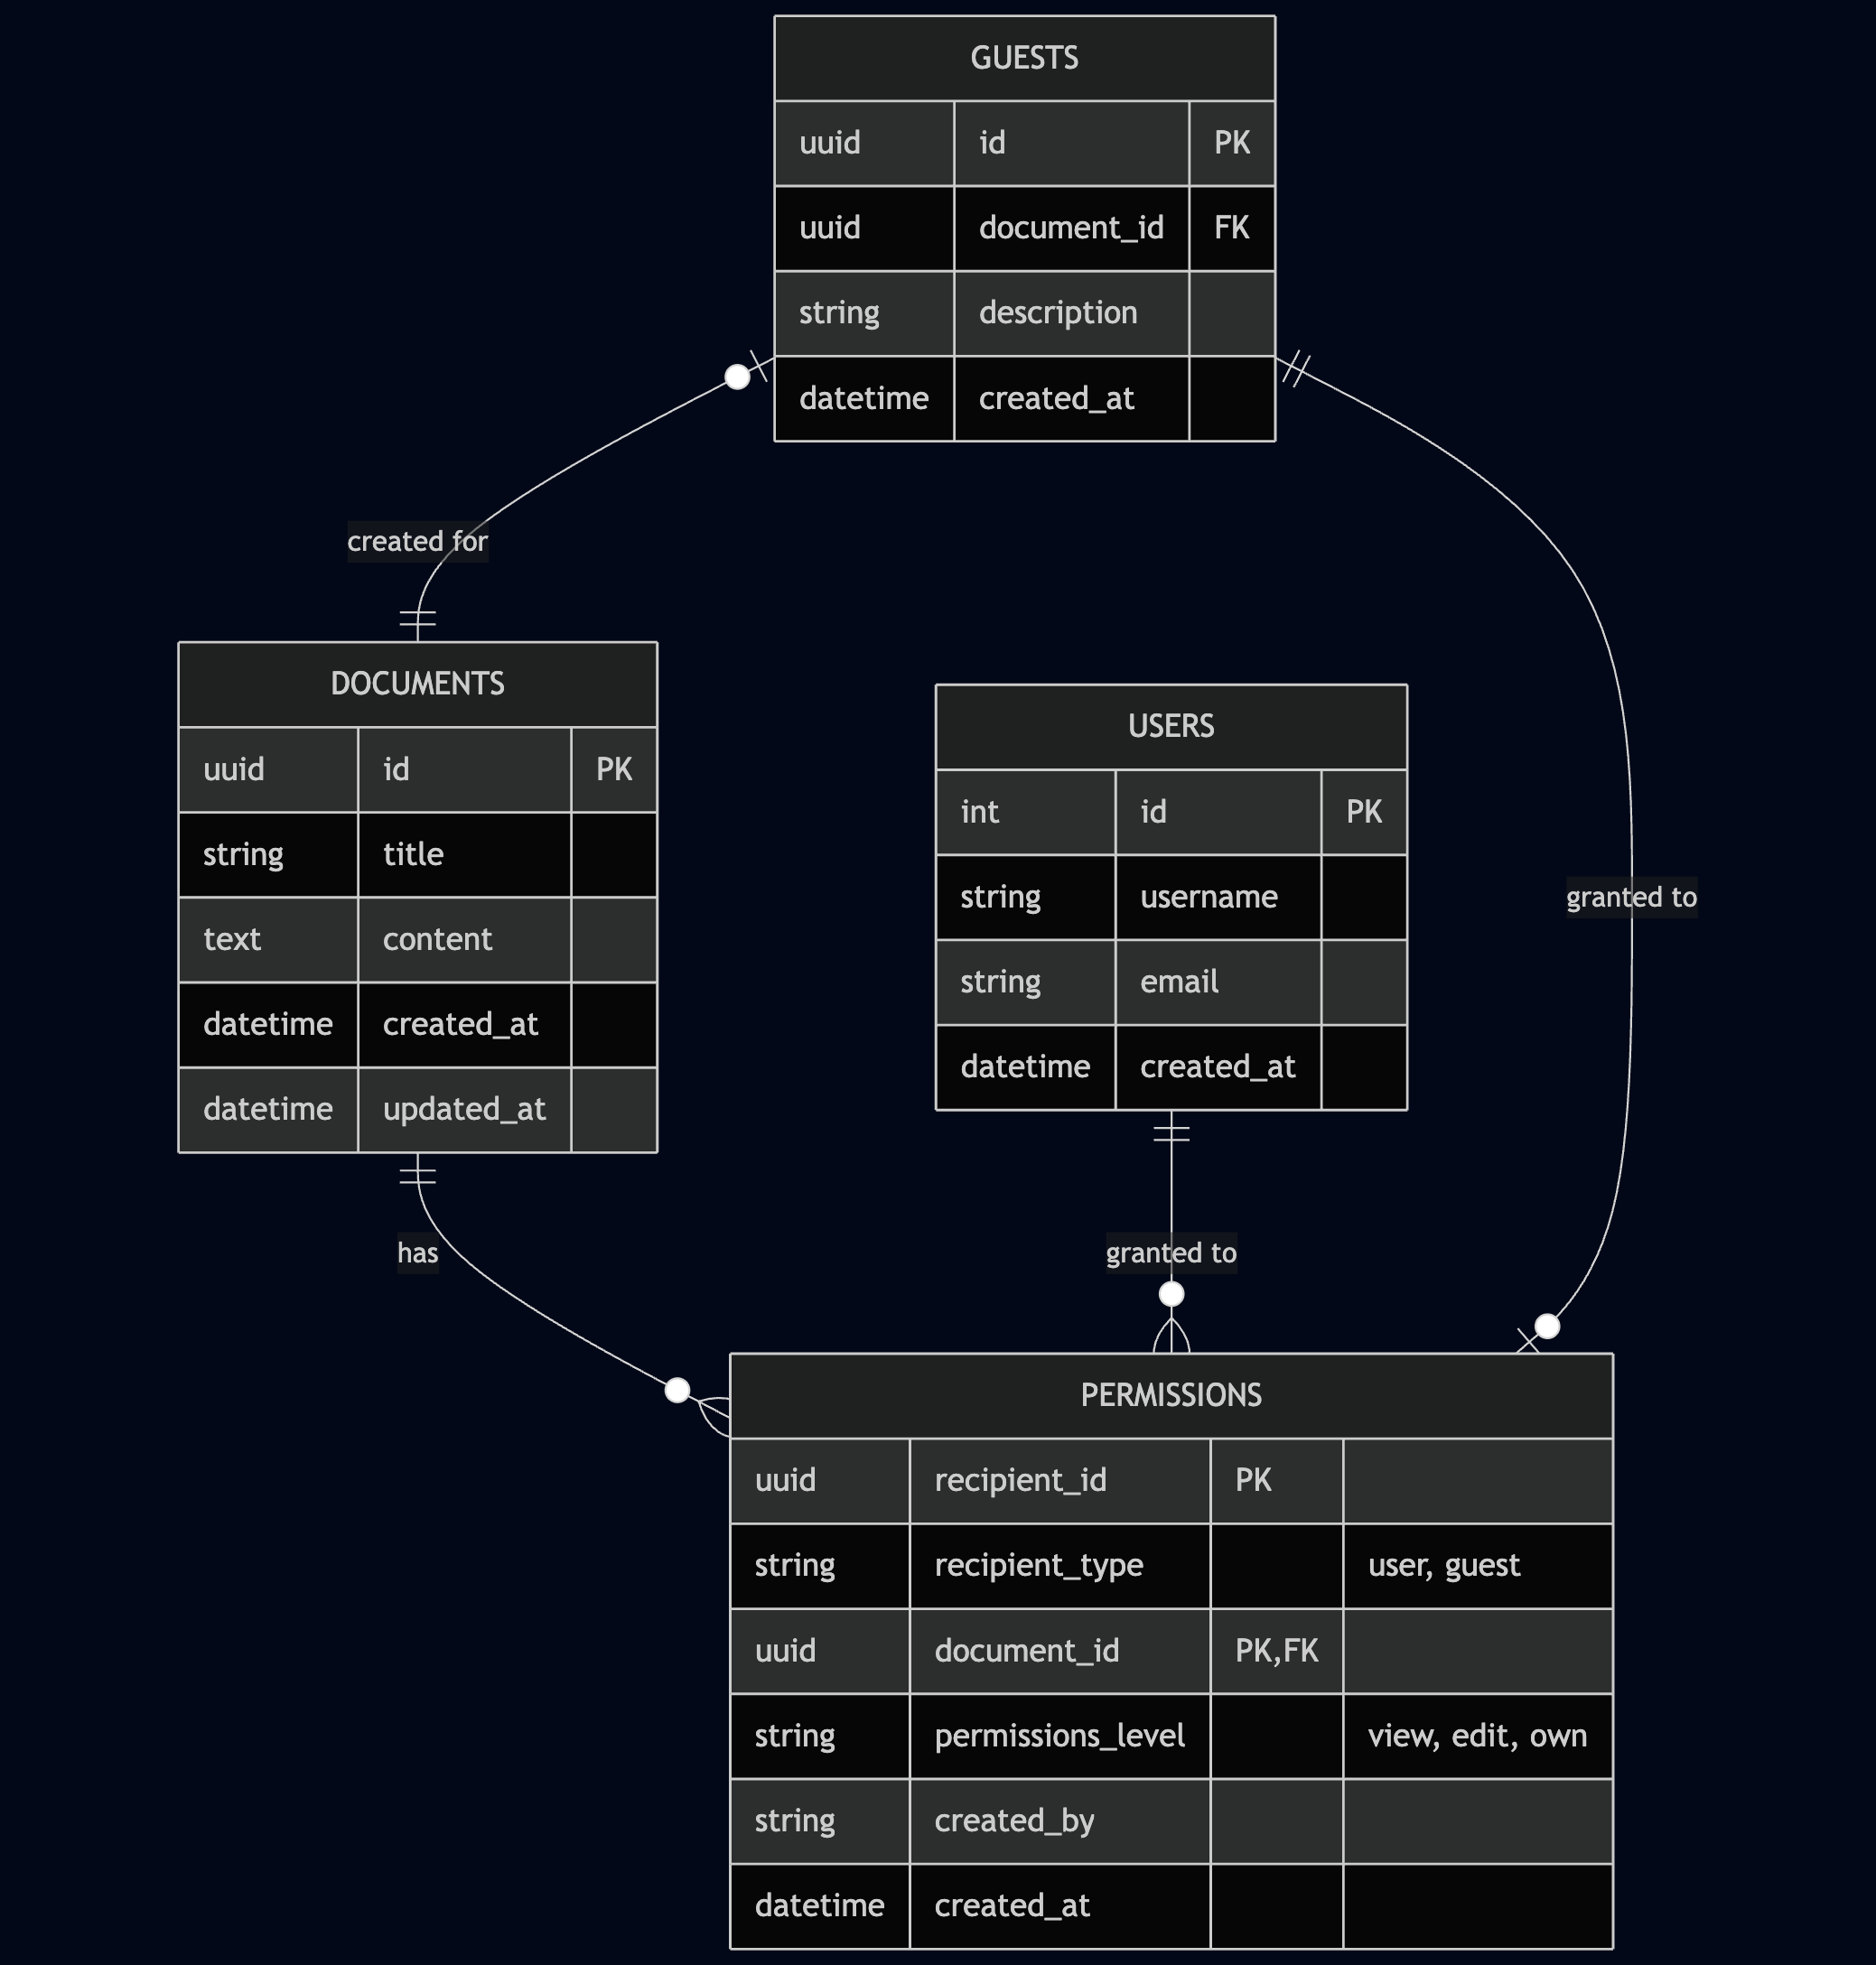 GUESTS
uuid id PK
uuid document_id FK
string description
datetime created_at
created for
DOCUMENTS
uuid id PK
string title
text content
datetime created_at
datetime updated_at
USERS
int id PK
string username
string email
datetime created_at
granted to
has
granted to
PERMISSIONS
uuid recipient_id PK
string recipient_type user, guest
uuid document_id PK,FK
string permissions_level view, edit, own
string created_by
datetime created_at